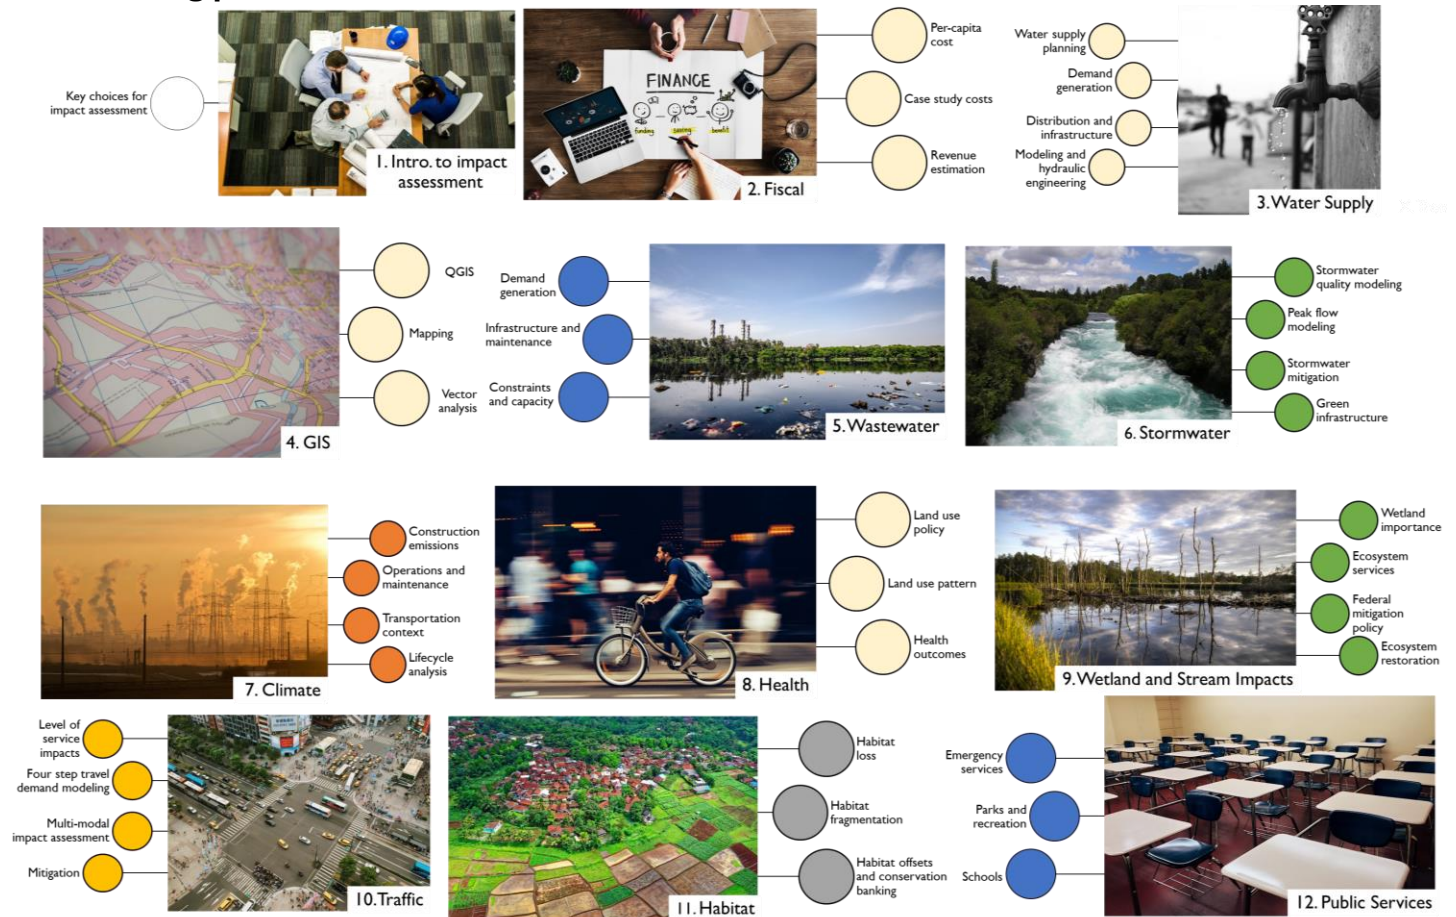 Key choices for
impact assessment
1. Intro. to impact
assessment
FINANCE
funding
saving
benefit
2. Fiscal
Per-capita
cost
Case study costs
Revenue
estimation
Water supply
planning
Demand
generation
Distribution and
infrastructure
Modeling and
hydraulic
engineering
3. Water Supply
4. GIS
QGIS
Mapping
Vector
analysis
Demand
generation
Infrastructure and
maintenance
Constraints
and capacity
5. Wastewater
6. Stormwater
Stormwater
quality modeling
Peak flow
modeling
Stormwater
mitigation
Green
infrastructure
7. Climate
Construction
emissions
Operations and
maintenance
Transportation
context
Lifecycle
analysis
8. Health
Land use
policy
Land use pattern
Health
outcomes
9. Wetland and Stream Impacts
Wetland
importance
Ecosystem
services
Federal
mitigation
policy
Ecosystem
restoration
Level of
service
impacts
Four step travel
demand modeling
Multi-modal
impact assessment
Mitigation
10. Traffic
11. Habitat
Habitat
loss
Habitat
fragmentation
Habitat offsets
and conservation
banking
Emergency
services
Parks and
recreation
Schools
12. Public Services